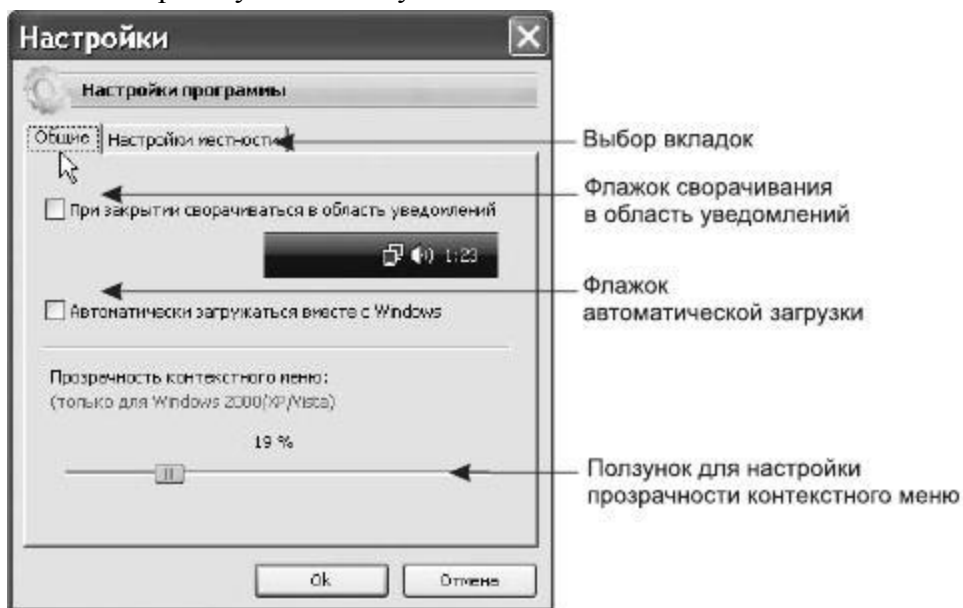 Настройки
Настройки программы
Общие
Настройки местности
Выбор вкладок
Флажок сворачивания
в область уведомлений
При закрытии сворачиваться в область уведомлений
1:23
Флажок
автоматической загрузки
Автоматически загружаться вместе с Windows
Прозрачность контекстного меню:
(только для Windows 2000/XP/Vista)
19 %
Ползунок для настройки
прозрачности контекстного меню
Ok
Отмена